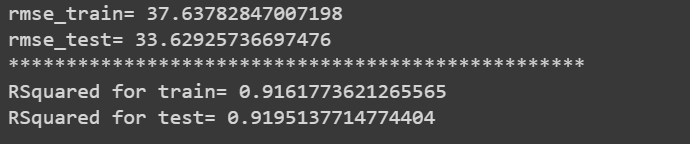 rmse_train= 37.63782847007198
rmse_test= 33.62925736697476
**************************************************
RSquared for train= 0.9161773621265565
RSquared for test= 0.9195137714774404